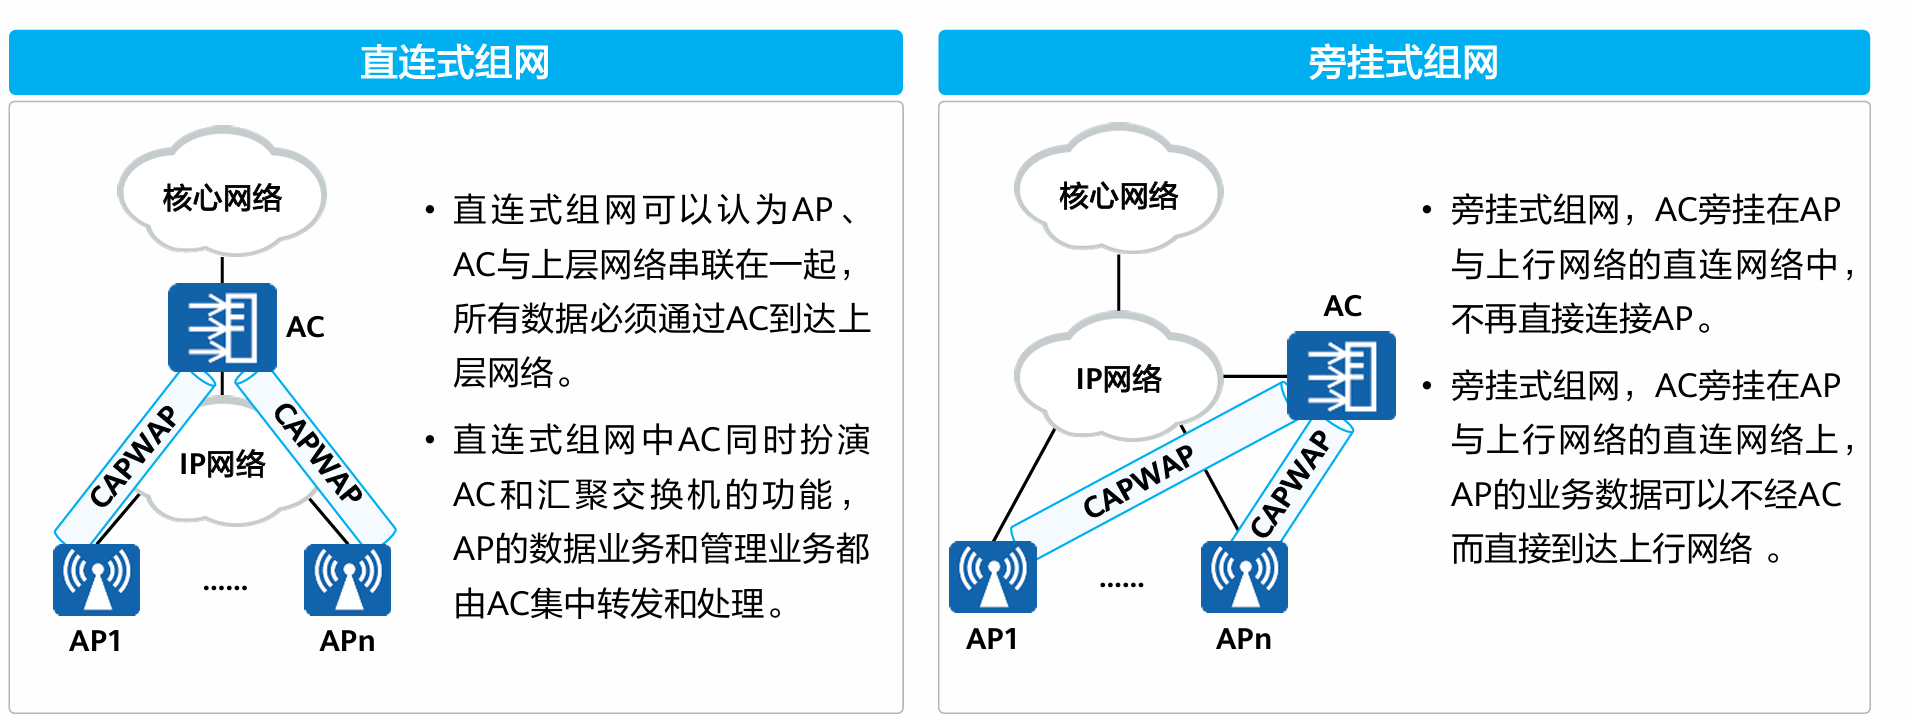 直连式组网
核心网络
AC
CAPWAP
CAPWAP
IP网络
......
AP1
APn
• 直连式组网可以认为AP、
AC与上层网络串联在一起，
所有数据必须通过AC到达上
层网络。
• 直连式组网中AC同时扮演
AC和汇聚交换机的功能，
AP的数据业务和管理业务都
由AC集中转发和处理。
旁挂式组网
核心网络
AC
IP网络
CAPWAP
CAPWAP
......
AP1
APn
• 旁挂式组网，AC旁挂在AP
与上行网络的直连网络中，
不再直接连接AP。
• 旁挂式组网，AC旁挂在AP
与上行网络的直连网络上，
AP的业务数据可以不经AC
而直接到达上行网络 。